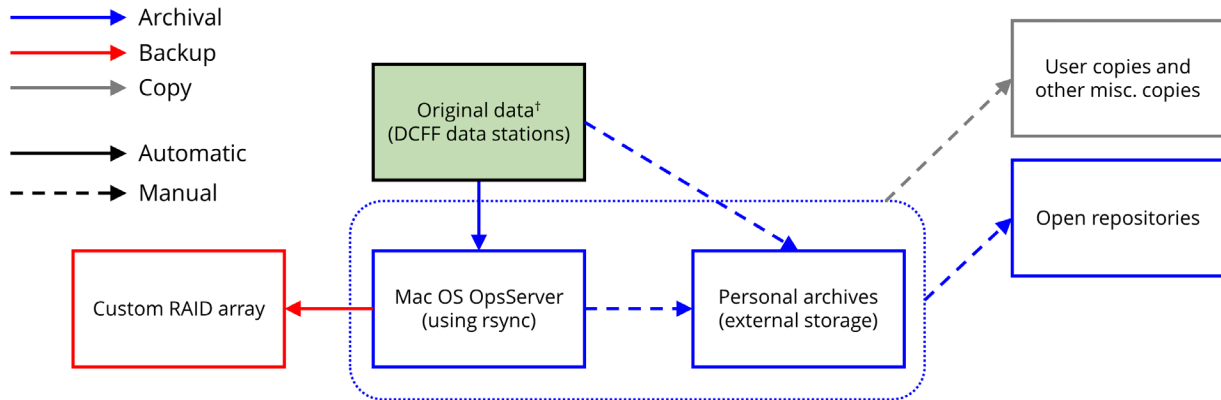 Archival
Backup
Copy
Automatic
Manual
Original data†
(DCFF data stations)
User copies and
other misc. copies
Open repositories
Custom RAID array
Mac OS OpsServer
(using rsync)
Personal archives
(external storage)